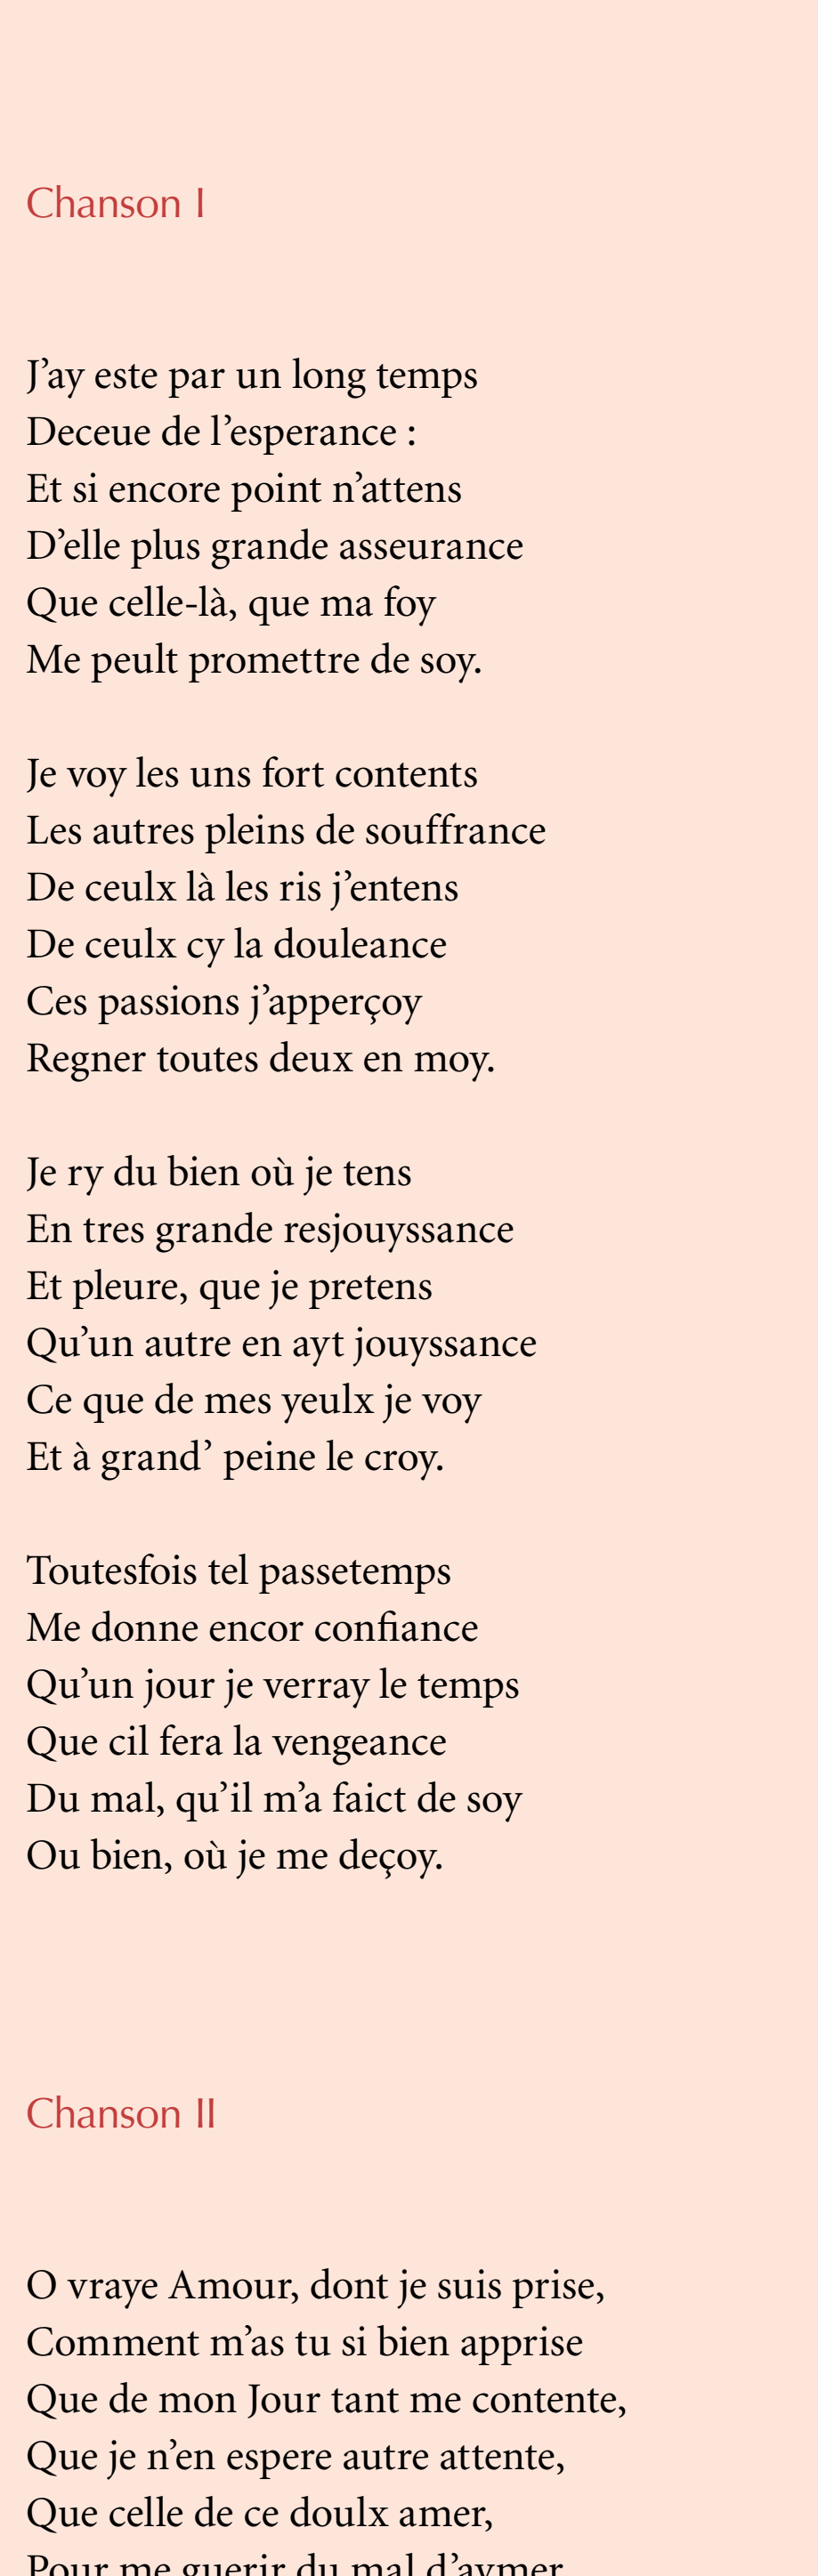 Chanson I
J’ay este par un long temps
Deceue de l’esperance :
Et si encore point n’attens
D’elle plus grande asseurance
Que celle-là, que ma foy
Me peult promettre de soy.
Je voy les uns fort contents
Les autres pleins de souffrance
De ceulx là les ris j’entens
De ceulx cy la douleance
Ces passions j’apperçoy
Regner toutes deux en moy.
Je ry du bien où je tens
En tres grande resjouyssance
Et pleure, que je pretens
Qu’un autre en ayt jouyssance
Ce que de mes yeulx je voy
Et à grand’ peine le croy.
Toutesfois tel passetemps
Me donne encor confiance
Qu’un jour je verray le temps
Que cil fera la vengeance
Du mal, qu’il m’a faict de soy
Ou bien, où je me deçoy.
Chanson II
O vraye Amour, dont je suis prise,
Comment m’as tu si bien apprise
Que de mon Jour tant me contente,
Que je n’en espere autre attente,
Que celle de ce doulx amer,
Pour me guerir du mal d’aymer